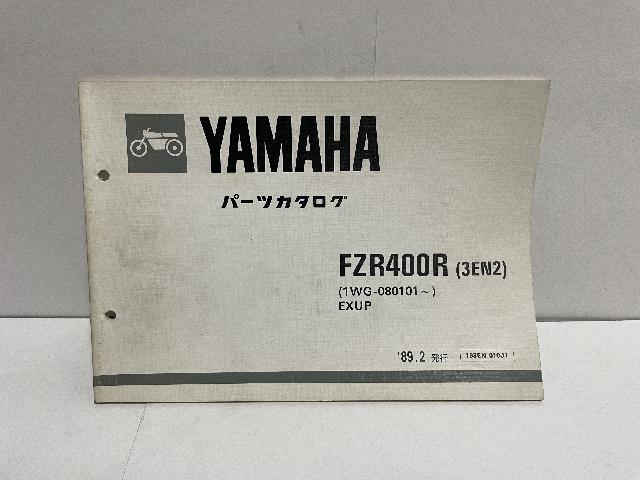 YAMAHA
パーツカタログ
FZR400R (3EN2)
(1WG-080101~)
EXUP
'89.2 発行